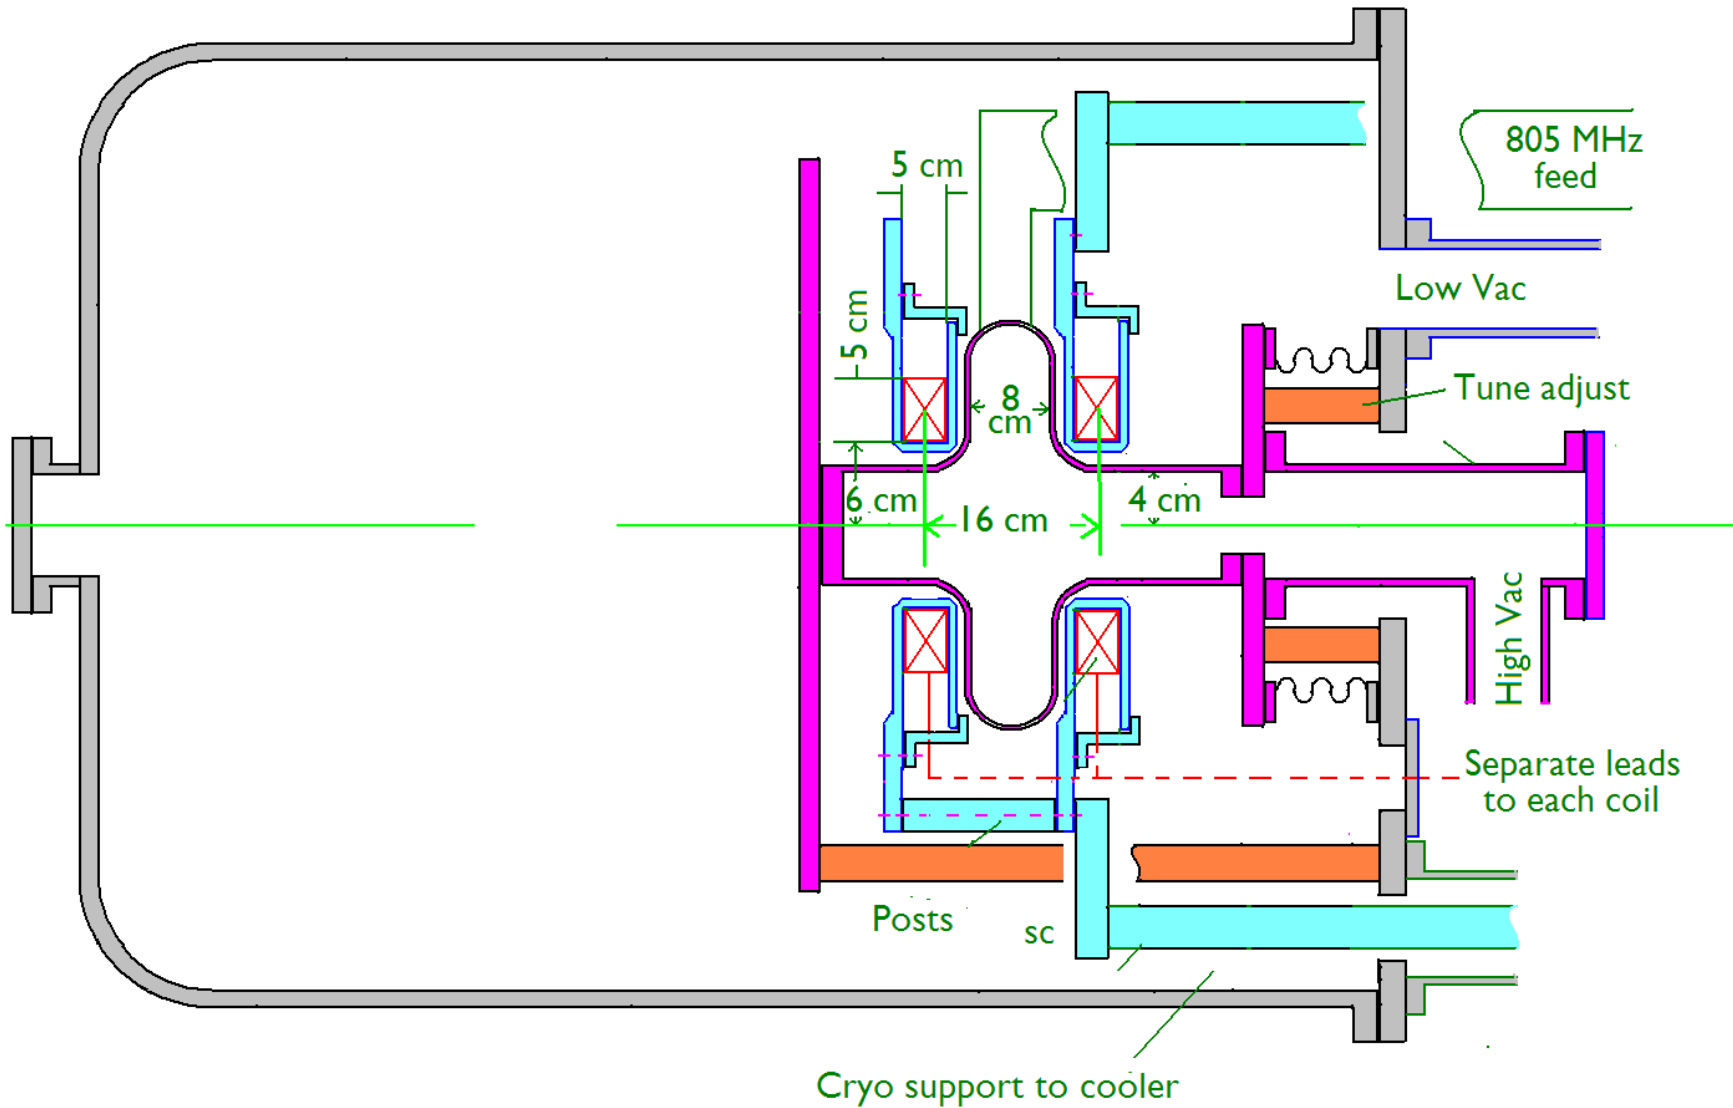 805 MHz
feed
5 cm
Low Vac
5 cm
Tune adjust
8
cm
6 cm
16 cm
4 cm
High Vac
Separate leads
to each coil
Posts
sc
Cryo support to cooler